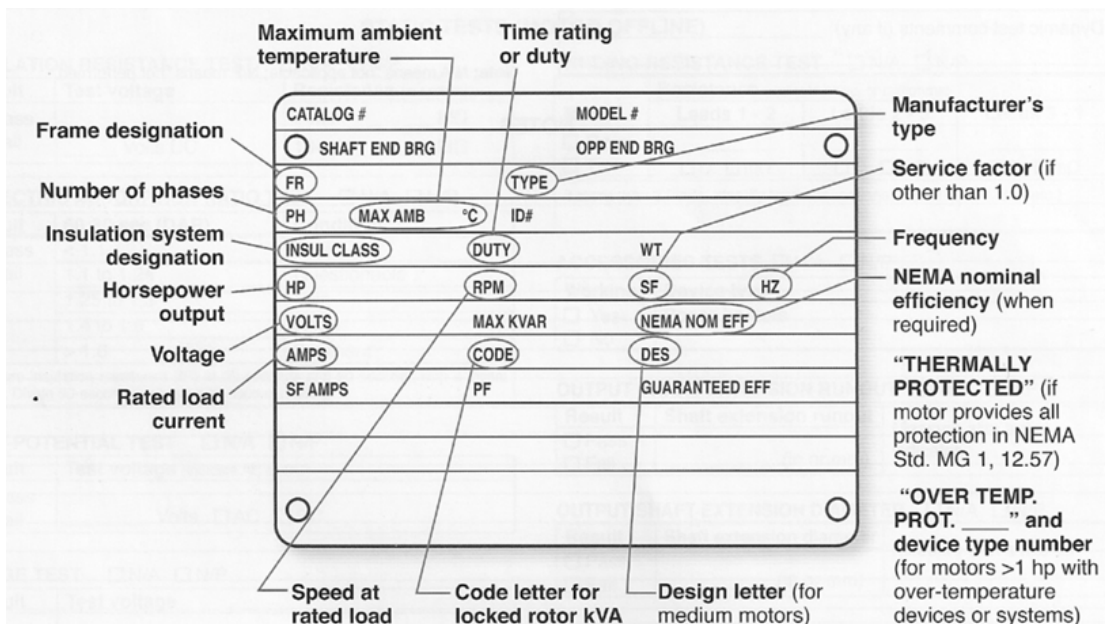 Maximum ambient
temperature
Time rating
or duty
Frame designation
Number of phases
Insulation system
designation
Horsepower
output
Voltage
Rated load
current
CATALOG # MODEL #
SHAFT END BRG OPP END BRG
FR TYPE
PH MAX AMB °C ID#
INSUL CLASS DUTY WT
HP RPM SF HZ
VOLTS MAX KVAR NEMA NOM EFF
AMPS CODE DES
SF AMPS PF GUARANTEED EFF
Manufacturer's
type
Service factor (if
other than 1.0)
Frequency
NEMA nominal
efficiency (when
required)
“THERMALLY
PROTECTED” (if
motor provides all
protection in NEMA
Std. MG 1, 12.57)
“OVER TEMP.
PROT. ____” and
device type number
(for motors >1 hp with
over-temperature
devices or systems)
Speed at
rated load
Code letter for
locked rotor kVA
Design letter (for
medium motors)